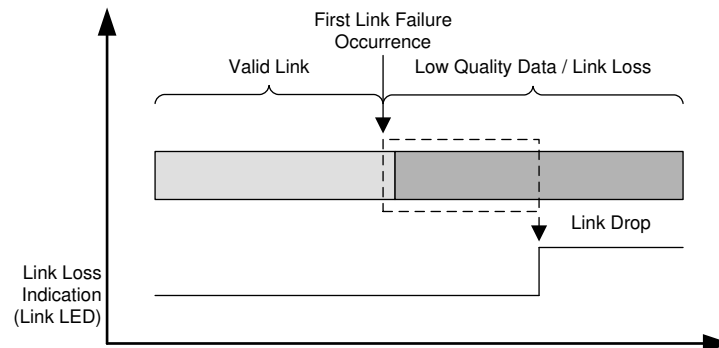 First Link Failure
Occurrence
Valid Link
Low Quality Data / Link Loss
Link Drop
Link Loss
Indication
(Link LED)